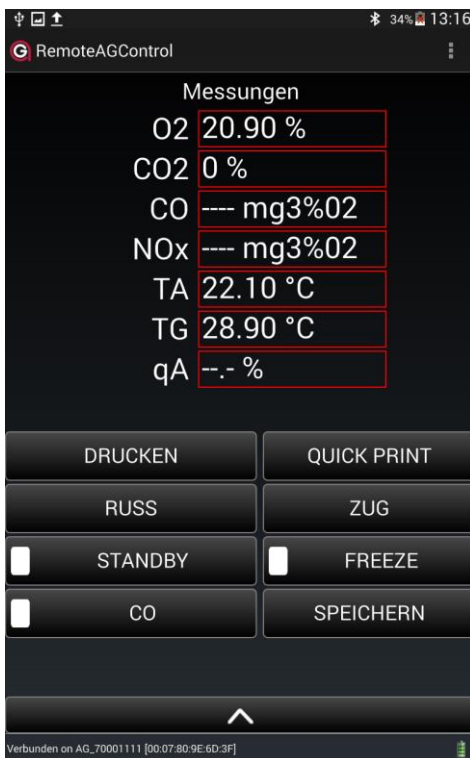 34% 13:16
RemoteAGControl
Messungen
O2 20.90 %
CO2 0 %
CO ---- mg3%02
NOx ---- mg3%02
TA 22.10 °C
TG 28.90 °C
qA --.- %
DRUCKEN QUICK PRINT
RUSS ZUG
STANDBY FREEZE
CO SPEICHERN
Verbunden on AG_70001111 [00:07:80:9E:6D:3F]